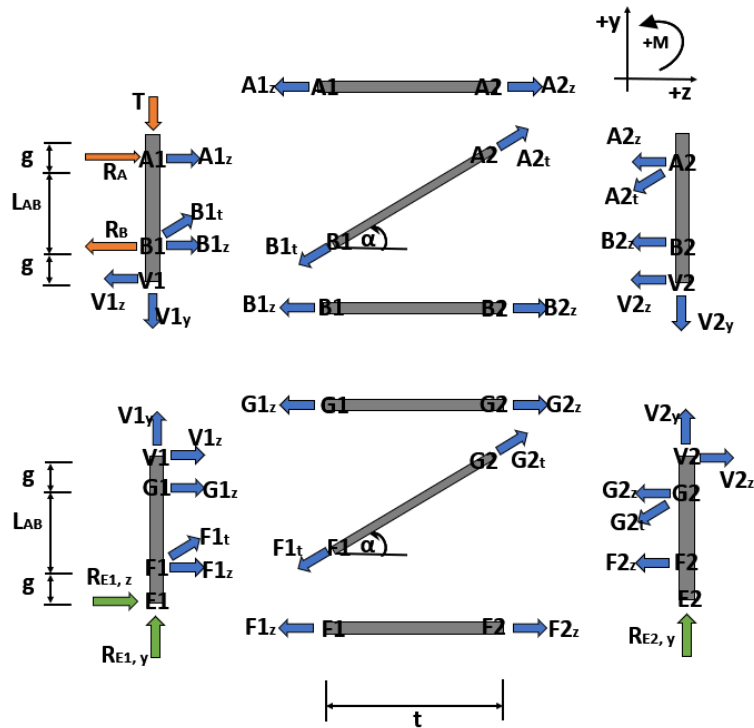 +y
+M
+z
A1z
A1
A2
A2z
T
g
A1
A1z
RA
LAB
A2
A2t
A2z
A2
A2t
B1t
RB
B1
B1z
B1t
B1
α
B2z
B2
g
V1
V1z
V1y
B1z
B1
B2
B2z
V2
V2z
V2y
V1y
V1z
V1
G1z
G1
G2
G2z
V2y
V2
V2z
g
G1
G1z
LAB
G2
G2t
G2z
G2
G2t
F1t
F1
F1z
F1t
F1
α
F2z
F2
g
RE1, z
E1
E2
RE1, y
F1z
F1
F2
F2z
RE2, y
t